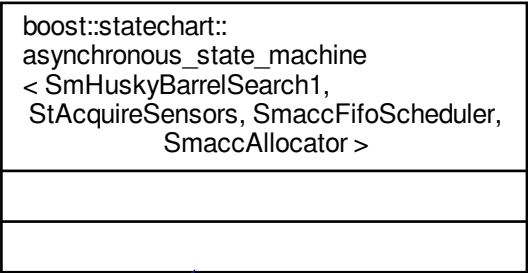 boost::statechart::
asynchronous_state_machine
< SmHuskyBarrelSearch1,
StAcquireSensors, SmaccFifoScheduler,
SmaccAllocator >